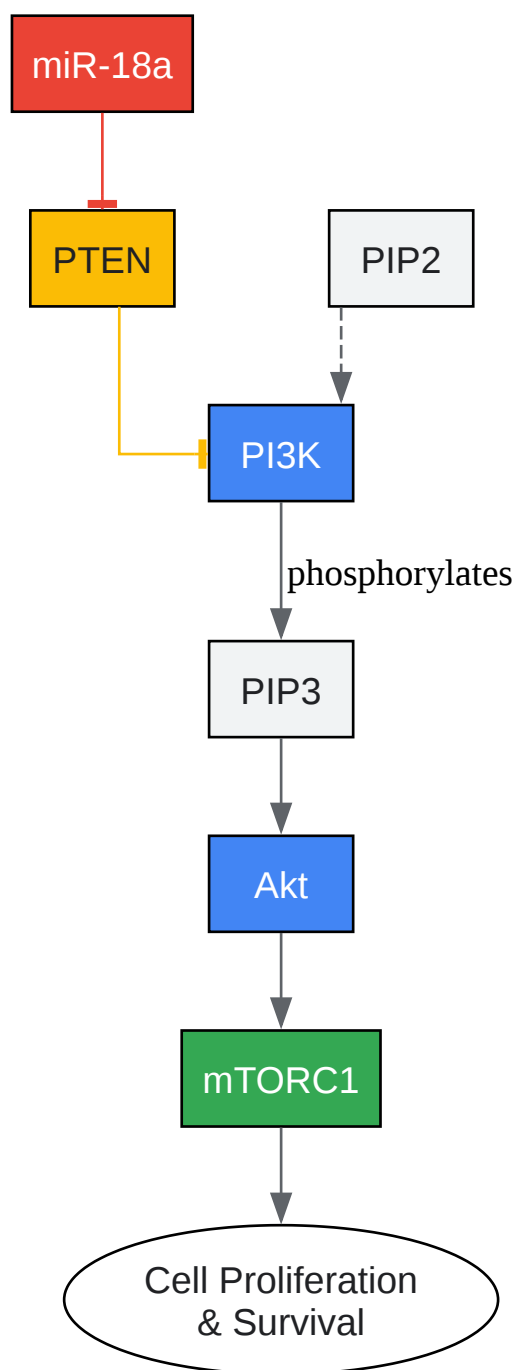 miR-18a
PTEN
PIP2
PI3K
phosphorylates
PIP3
Akt
mTORC1
Cell Proliferation
& Survival